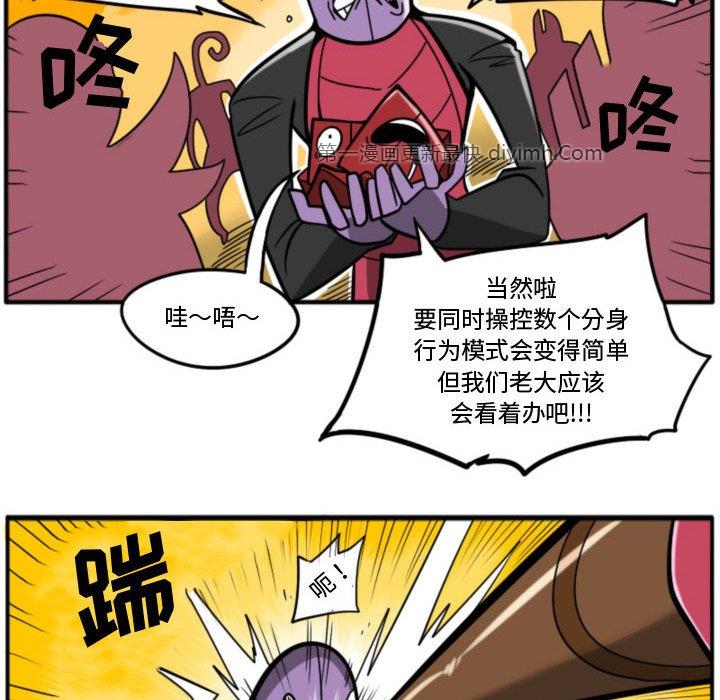 咚
咚
第一漫画更新最快 diyimh.Com
哇～唔～
当然啦
要同时操控数个分身
行为模式会变得简单
但我们老大应该
会看着办吧!!!
踹
呃！